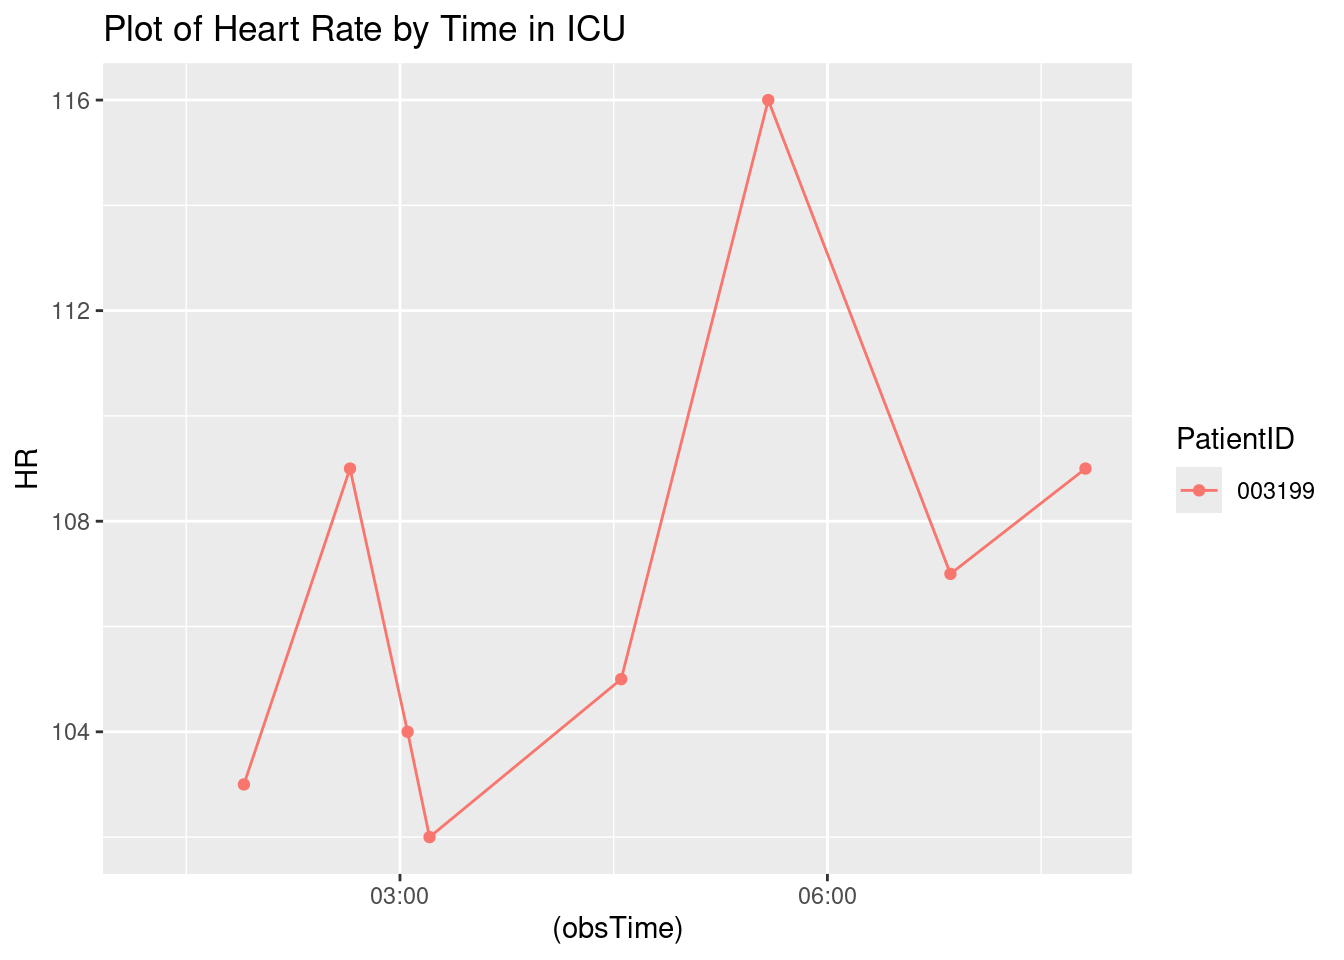 Plot of Heart Rate by Time in ICU
116
112
108
104
HR
03:00
06:00
(obsTime)
PatientID
003199